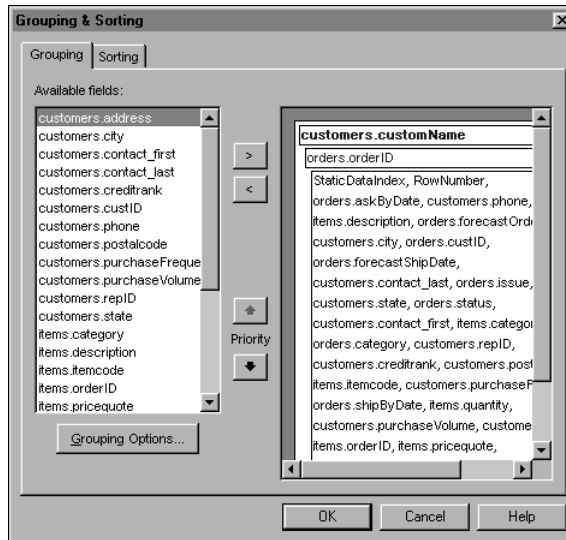 Grouping & Sorting
Grouping
Sorting
Available fields:
customers.address
customers.city
customers.contact_first
customers.contact_last
customers.creditrank
customers.custID
customers.phone
customers.postalcode
customers.purchaseFreque
customers.purchaseVolume
customers.repID
customers.state
items.category
items.description
items.itemcode
items.orderID
items.pricequote
>
<
Priority
Grouping Options...
customers.customName
orders.orderID
StaticDataIndex, RowNumber,
orders.askByDate, customers.phone,
items.description, orders.forecastOrde
customers.city, orders.custID,
orders.forecastShipDate,
customers.contact_last, orders.issue,
customers.state, orders.status,
customers.contact_first, items.categor
orders.category, customers.repID,
customers.creditrank, customers.post
items.itemcode, customers.purchaseF
orders.shipByDate, items.quantity,
customers.purchaseVolume, custome
items.orderID, items.pricequote,
OK
Cancel
Help